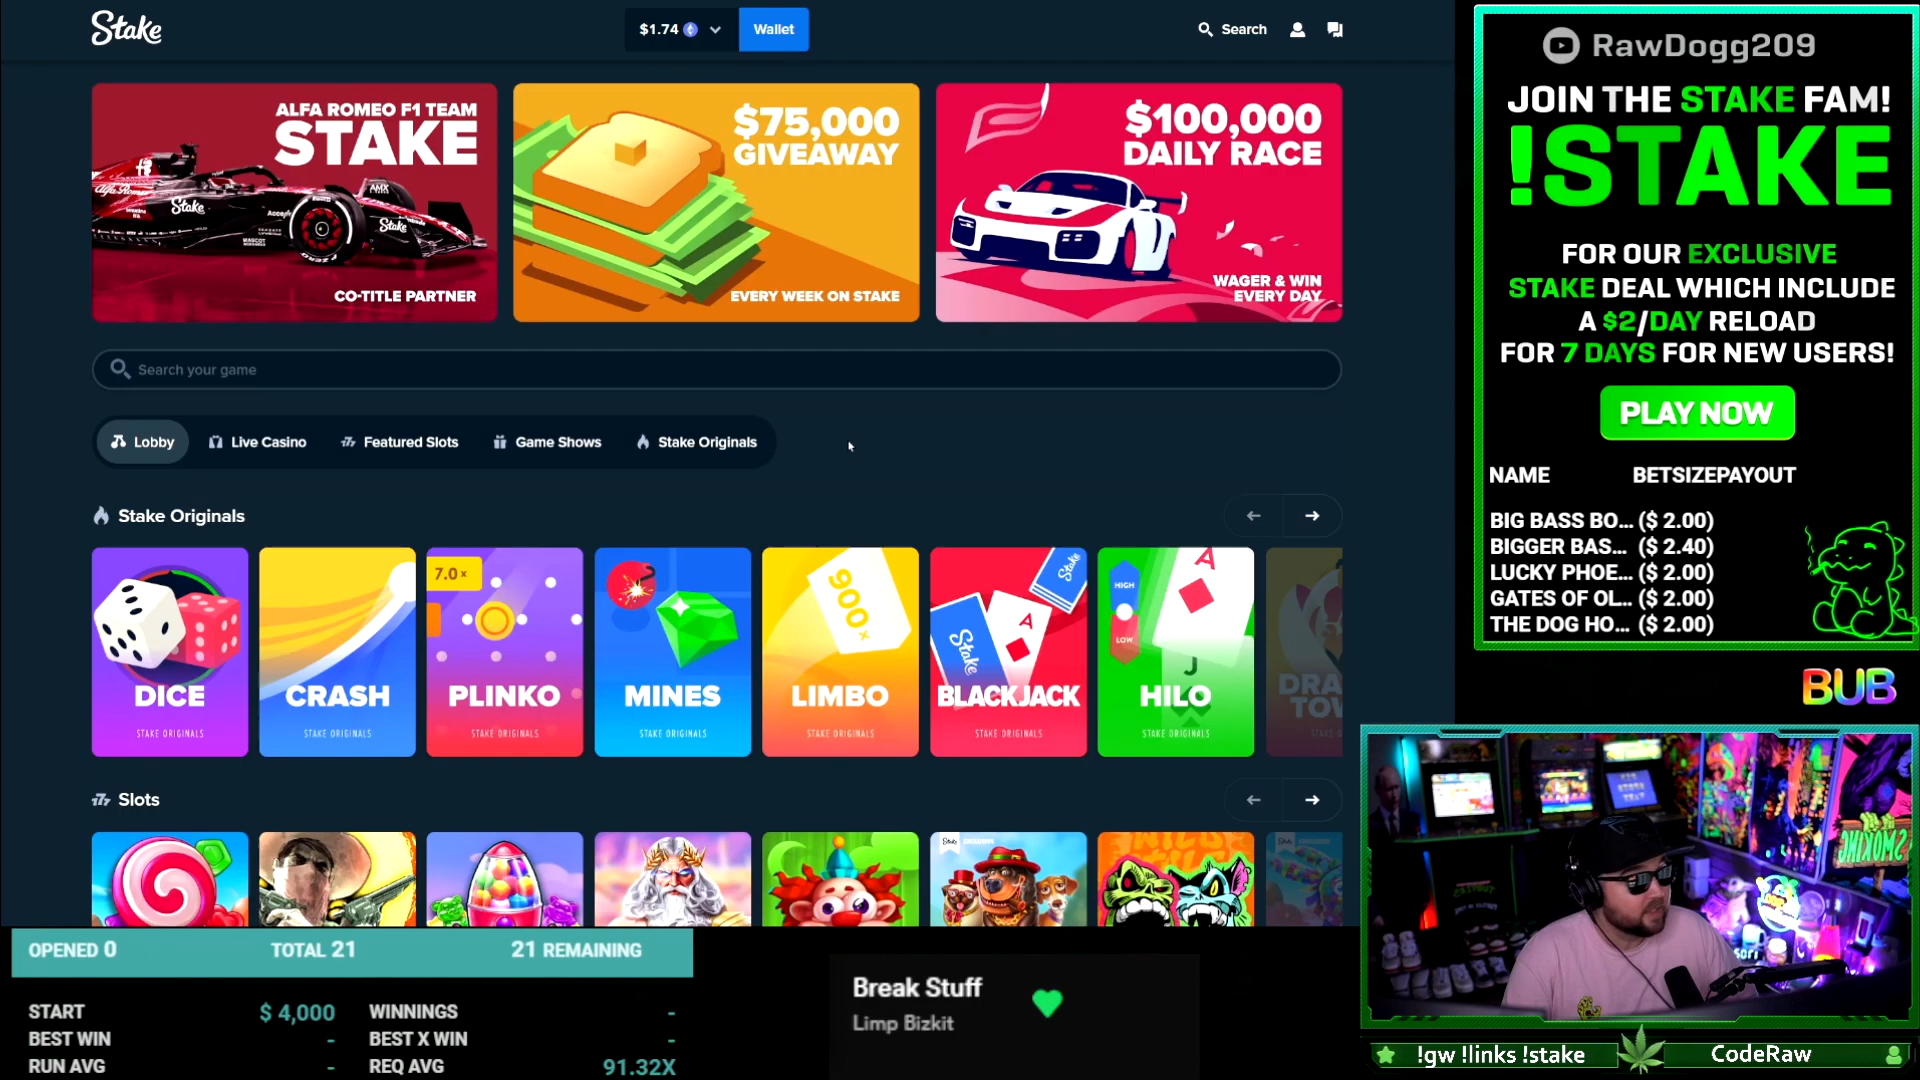 Stake
$1.74
Wallet
Search
ALFA ROMEO F1 TEAM
STAKE
CO-TITLE PARTNER
$75,000
GIVEAWAY
EVERY WEEK ON STAKE
$100,000
DAILY RACE
WAGER & WIN
EVERY DAY
Search your game
Lobby
Live Casino
Featured Slots
Game Shows
Stake Originals
Stake Originals
DICE
STAKE ORIGINALS
CRASH
STAKE ORIGINALS
7.0x
PLINKO
STAKE ORIGINALS
MINES
STAKE ORIGINALS
900x
LIMBO
STAKE ORIGINALS
Stake
Stake
A
BLACKJACK
STAKE ORIGINALS
HIGH
LOW
A
J
HILO
STAKE ORIGINALS
Slots
OPENED 0
TOTAL 21
21 REMAINING
START $ 4,000 WINNINGS -
BEST WIN - BEST X WIN -
RUN AVG - REQ AVG 91.32X
Break Stuff
Limp Bizkit
RawDogg209
JOIN THE STAKE FAM!
!STAKE
FOR OUR EXCLUSIVE
STAKE DEAL WHICH INCLUDE
A $2/DAY RELOAD
FOR 7 DAYS FOR NEW USERS!
PLAY NOW
NAME BETSIZEPAYOUT
BIG BASS BO... ($ 2.00)
BIGGER BAS... ($ 2.40)
LUCKY PHOE... ($ 2.00)
GATES OF OL... ($ 2.00)
THE DOG HO... ($ 2.00)
BUB
SMOKING
!gw !links !stake
CodeRaw